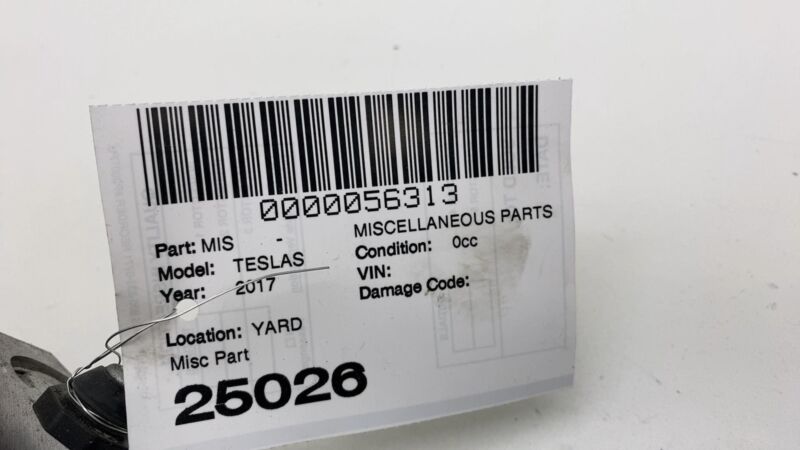 0000056313
Part: MIS - MISCELLANEOUS PARTS
Model: TESLAS Condition: 0cc
Year: 2017 VIN:
Damage Code:
Location: YARD
Misc Part
25026